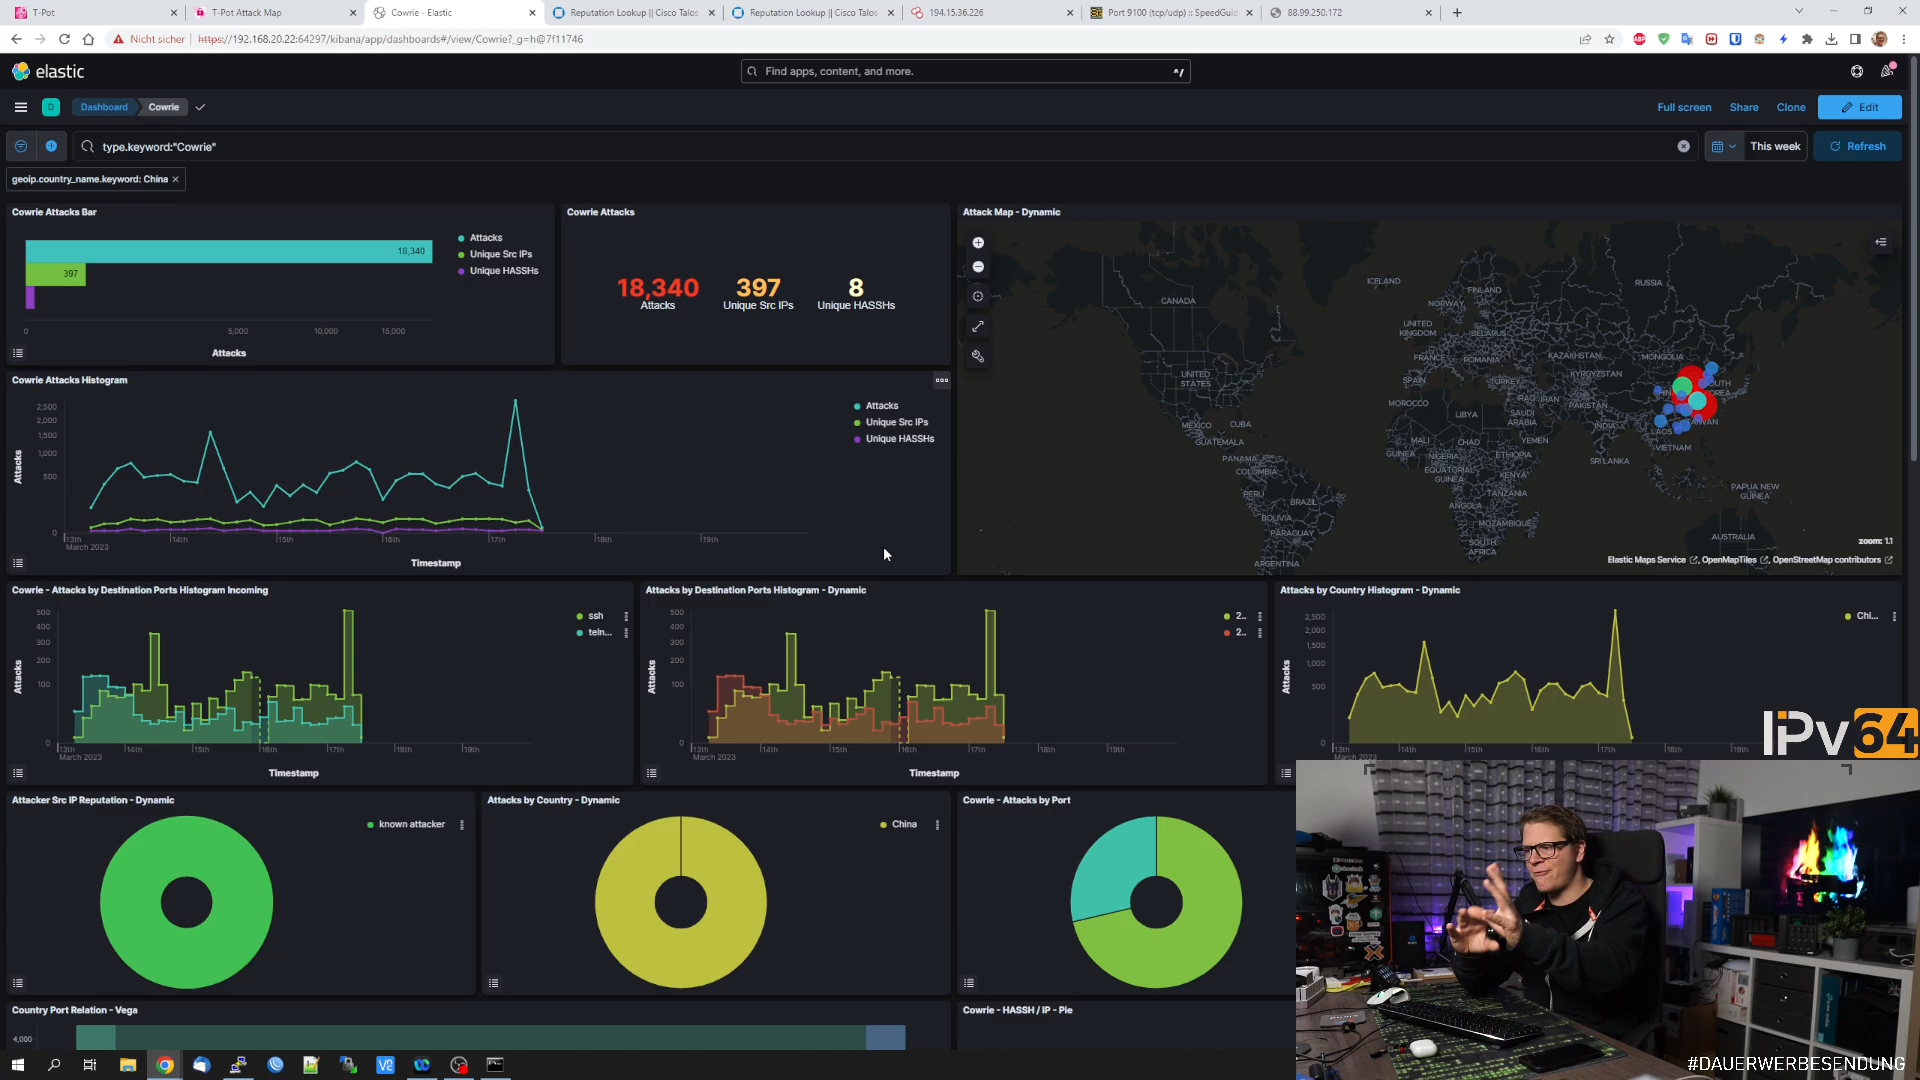 T-Pot
T-Pot Attack Map
Cowrie - Elastic
Reputation Lookup || Cisco Talos
Reputation Lookup || Cisco Talos
194.15.36.226
Port 9100 (tcp/udp) :: SpeedGuid
88.99.250.172
Nicht sicher
https://192.168.20.22:64297/kibana/app/dashboards#/view/Cowrie?_g=h@7f11746
elastic
Find apps, content, and more.
^/
D
Dashboard
Cowrie
Full screen
Share
Clone
Edit
type.keyword:"Cowrie"
This week
Refresh
geoip.country_name.keyword: China ×
Cowrie Attacks Bar
18,340
397
0
5,000
10,000
15,000
Attacks
Attacks
Unique Src IPs
Unique HASSHs
Cowrie Attacks
18,340
Attacks
397
Unique Src IPs
8
Unique HASSHs
Attack Map - Dynamic
ICELAND
RUSSIA
CANADA
FINLAND
NORWAY
UNITED
KINGDOM
BELARUS
FRANCE
ROMANIA
KAZAKHSTAN
MONGOLIA
KYRGYZSTAN
UNITED
STATES
SPAIN
TURKEY
MOROCCO
IRAQ
IRAN
PAKISTAN
LIBYA
SAUDI
ARABIA
INDIA
TAIWAN
LAOS
MEXICO
CUBA
GUATEMALA
MALI
CHAD
YEMEN
VIETNAM
GUINEA
NIGERIA
ETHIOPIA
SRI LANKA
PANAMA
COLOMBIA
EQUATORIAL
GUINEA
KENYA
PERU
BRAZIL
TANZANIA
PAPUA NEW
GUINEA
ANGOLA
BOLIVIA
MOZAMBIQUE
PARAGUAY
SOUTH
AFRICA
AUSTRALIA
ARGENTINA
zoom: 1.1
Elastic Maps Service , OpenMapTiles , OpenStreetMap contributors
Cowrie Attacks Histogram
2,500
2,000
1,500
1,000
500
0
Attacks
13th
March 2023
14th
15th
16th
17th
18th
19th
Timestamp
Attacks
Unique Src IPs
Unique HASSHs
Cowrie - Attacks by Destination Ports Histogram Incoming
500
400
300
200
100
0
Attacks
13th
March 2023
14th
15th
16th
17th
18th
19th
Timestamp
ssh
teln...
Attacks by Destination Ports Histogram - Dynamic
500
400
300
200
100
0
Attacks
13th
March 2023
14th
15th
16th
17th
18th
19th
Timestamp
2..
2..
Attacks by Country Histogram - Dynamic
2,500
2,000
1,500
1,000
500
0
Attacks
13th
March 2023
14th
15th
16th
17th
18th
19th
Chi...
IPv64
Attacker Src IP Reputation - Dynamic
known attacker
Attacks by Country - Dynamic
China
Cowrie - Attacks by Port
Country Port Relation - Vega
4,000
Cowrie - HASSH / IP - Pie
#DAUERWERBESENDUNG